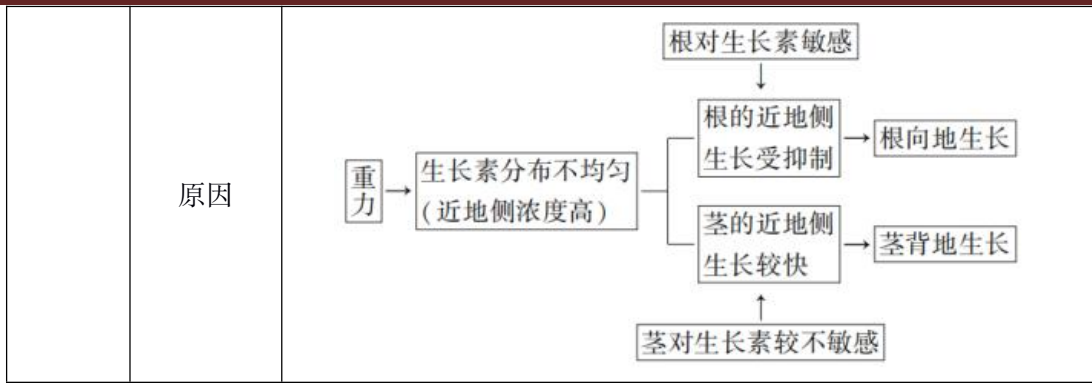 原因
重
力
生长素分布不均匀
(近地侧浓度高)
根对生长素敏感
根的近地侧
生长受抑制
根向地生长
茎的近地侧
生长较快
茎背地生长
茎对生长素较不敏感